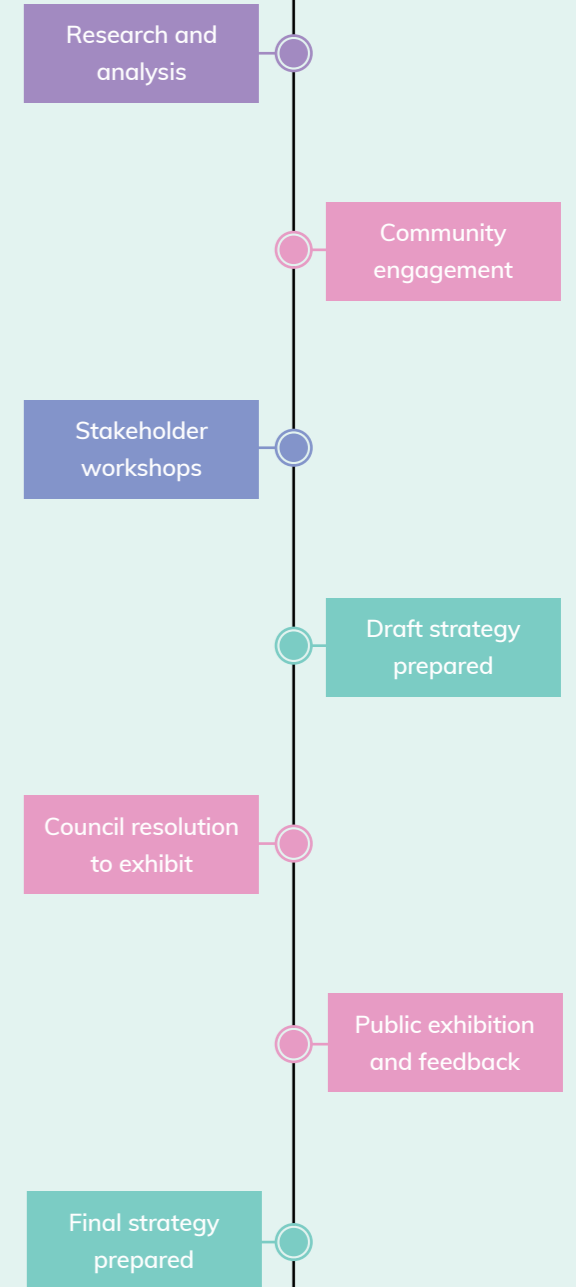 Research and
analysis
Community
engagement
Stakeholder
workshops
Draft strategy
prepared
Council resolution
to exhibit
Public exhibition
and feedback
Final strategy
prepared